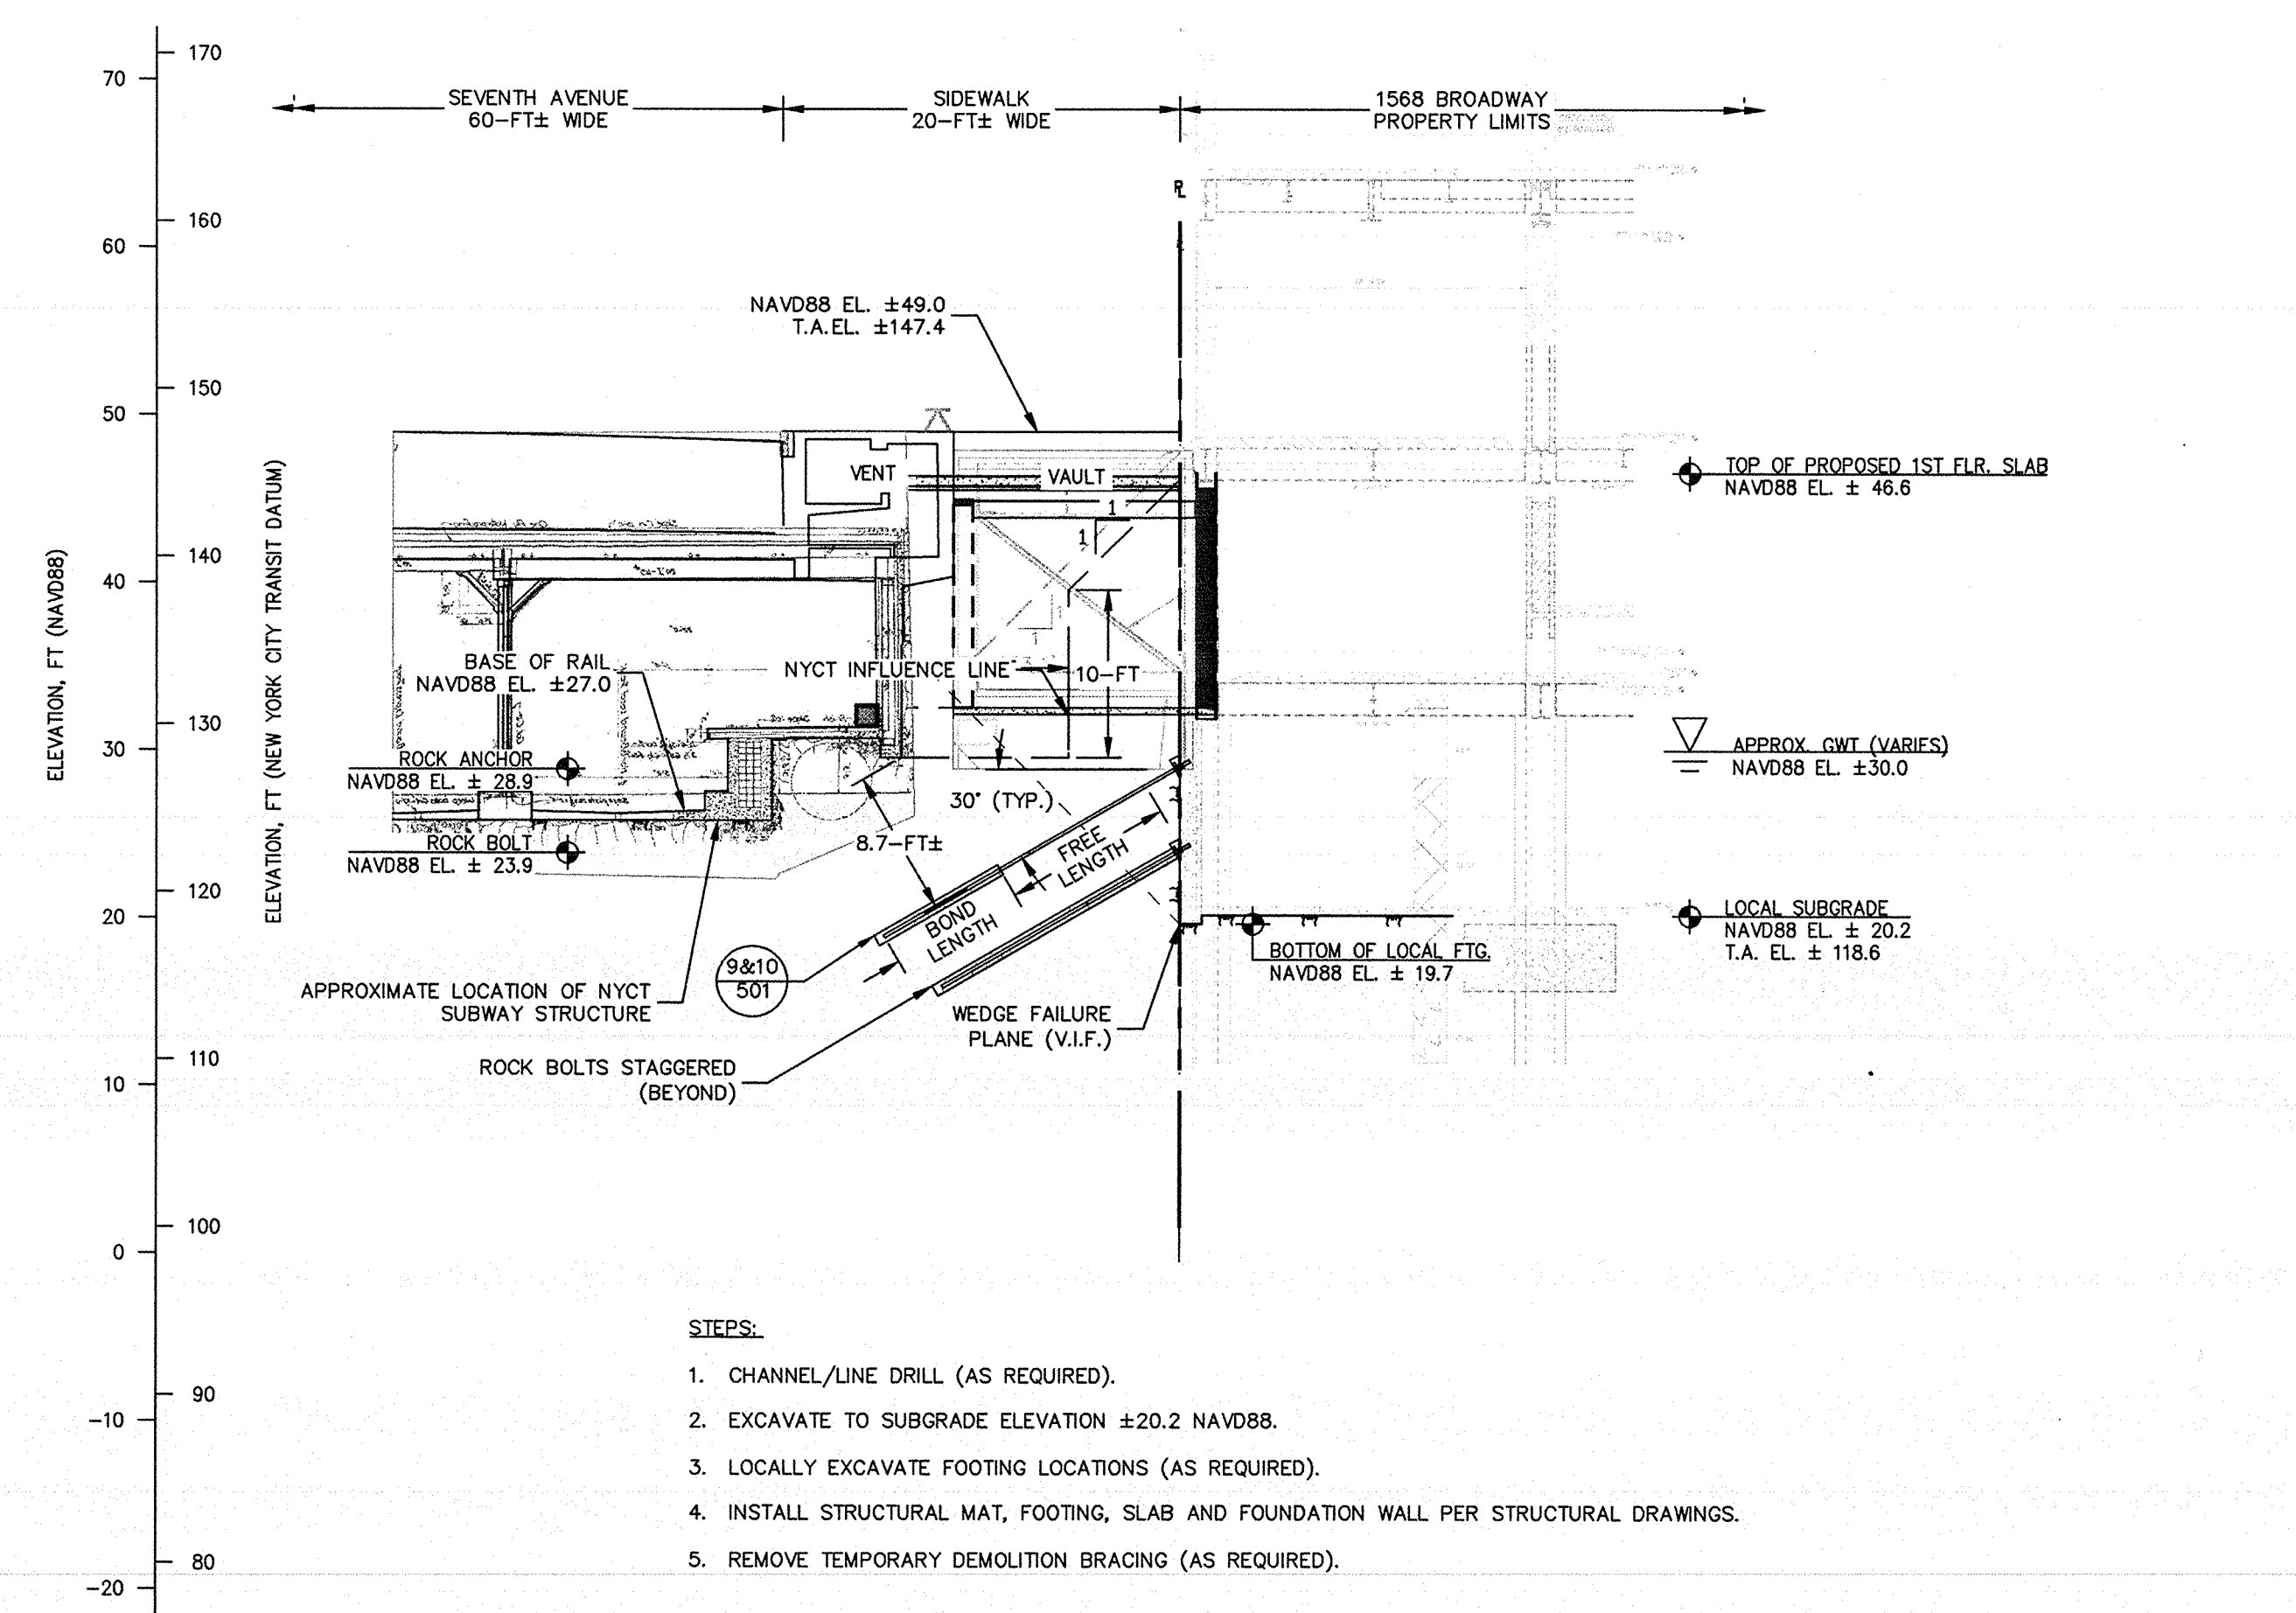 170
70
SEVENTH AVENUE
60-FT± WIDE
SIDEWALK
20-FT± WIDE
1568 BROADWAY
PROPERTY LIMITS
PL
160
60
NAVD88 EL. ±49.0
T.A.EL. ±147.4
150
50
VENT
VAULT
TOP OF PROPOSED 1ST FLR. SLAB
NAVD88 EL. ± 46.6
1
1
140
40
ELEVATION, FT (NAVD88)
ELEVATION, FT (NEW YORK CITY TRANSIT DATUM)
1
BASE OF RAIL
NAVD88 EL. ±27.0
NYCT INFLUENCE LINE
10-FT
130
30
ROCK ANCHOR
NAVD88 EL. ± 28.9
APPROX. GWT (VARIES)
NAVD88 EL. ±30.0
30° (TYP.)
ROCK BOLT
NAVD88 EL. ± 23.9
8.7-FT±
FREE
LENGTH
120
20
BOND
LENGTH
LOCAL SUBGRADE
NAVD88 EL. ± 20.2
T.A. EL. ± 118.6
BOTTOM OF LOCAL FTG.
NAVD88 EL. ± 19.7
9&10
501
APPROXIMATE LOCATION OF NYCT
SUBWAY STRUCTURE
WEDGE FAILURE
PLANE (V.I.F.)
110
10
ROCK BOLTS STAGGERED
(BEYOND)
100
0
STEPS:
1. CHANNEL/LINE DRILL (AS REQUIRED).
90
-10
2. EXCAVATE TO SUBGRADE ELEVATION ±20.2 NAVD88.
3. LOCALLY EXCAVATE FOOTING LOCATIONS (AS REQUIRED).
4. INSTALL STRUCTURAL MAT, FOOTING, SLAB AND FOUNDATION WALL PER STRUCTURAL DRAWINGS.
5. REMOVE TEMPORARY DEMOLITION BRACING (AS REQUIRED).
80
-20